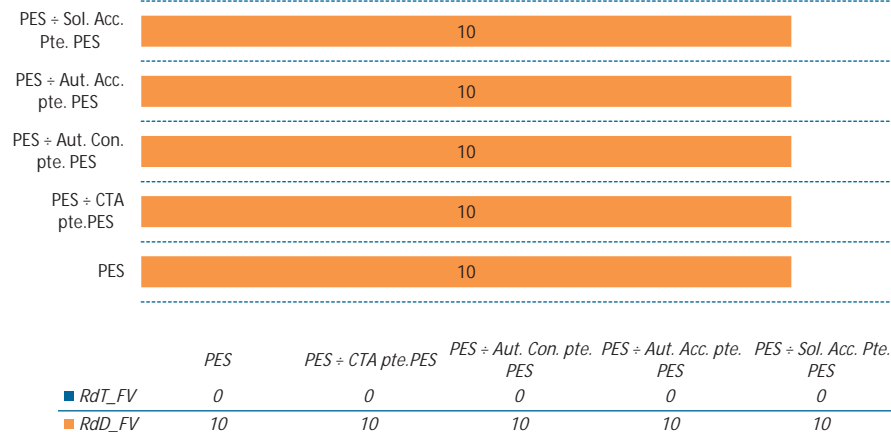 PES ÷ Sol. Acc.
Pte. PES
10
PES ÷ Aut. Acc.
pte. PES
10
PES ÷ Aut. Con.
pte. PES
10
PES ÷ CTA
pte.PES
10
PES
10
PES PES ÷ CTA pte.PES PES ÷ Aut. Con. pte. PES PES ÷ Aut. Acc. pte. PES PES ÷ Sol. Acc. Pte. PES
RdT_FV 0 0 0 0 0
RdD_FV 10 10 10 10 10